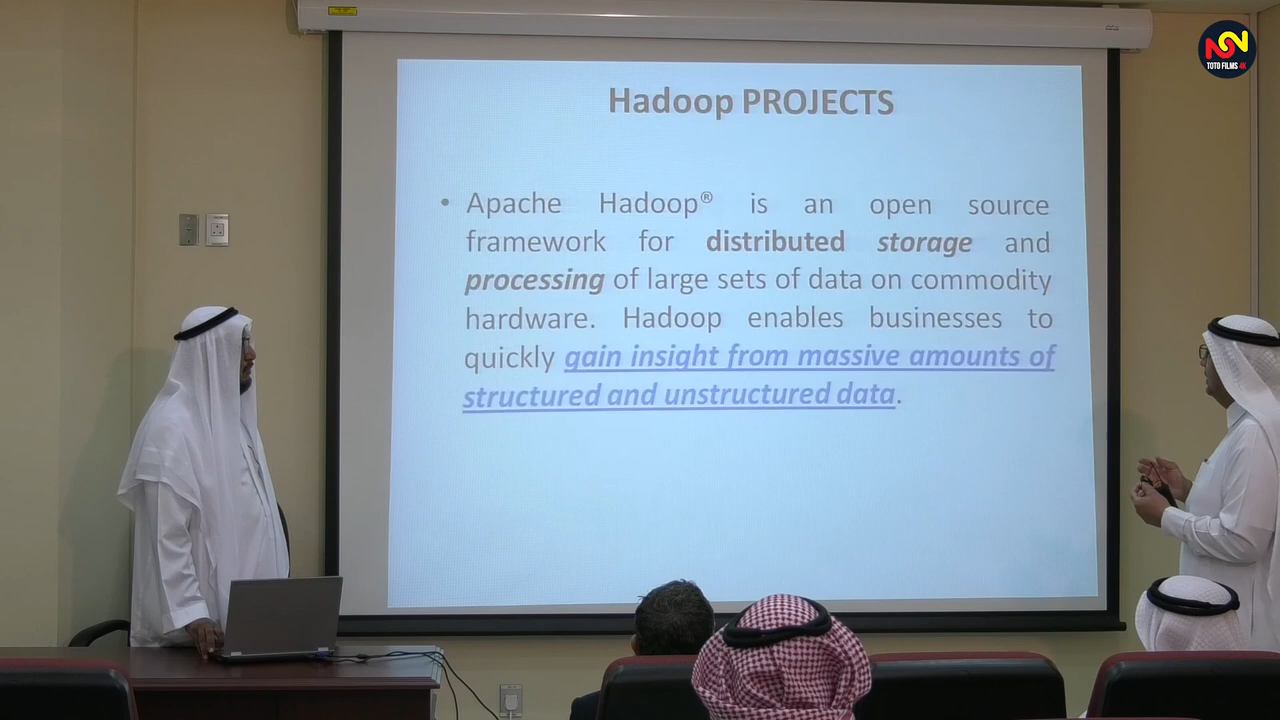 TOTO FILMS 4K
Hadoop PROJECTS
• Apache Hadoop® is an open source
framework for distributed storage and
processing of large sets of data on commodity
hardware. Hadoop enables businesses to
quickly gain insight from massive amounts of
structured and unstructured data.